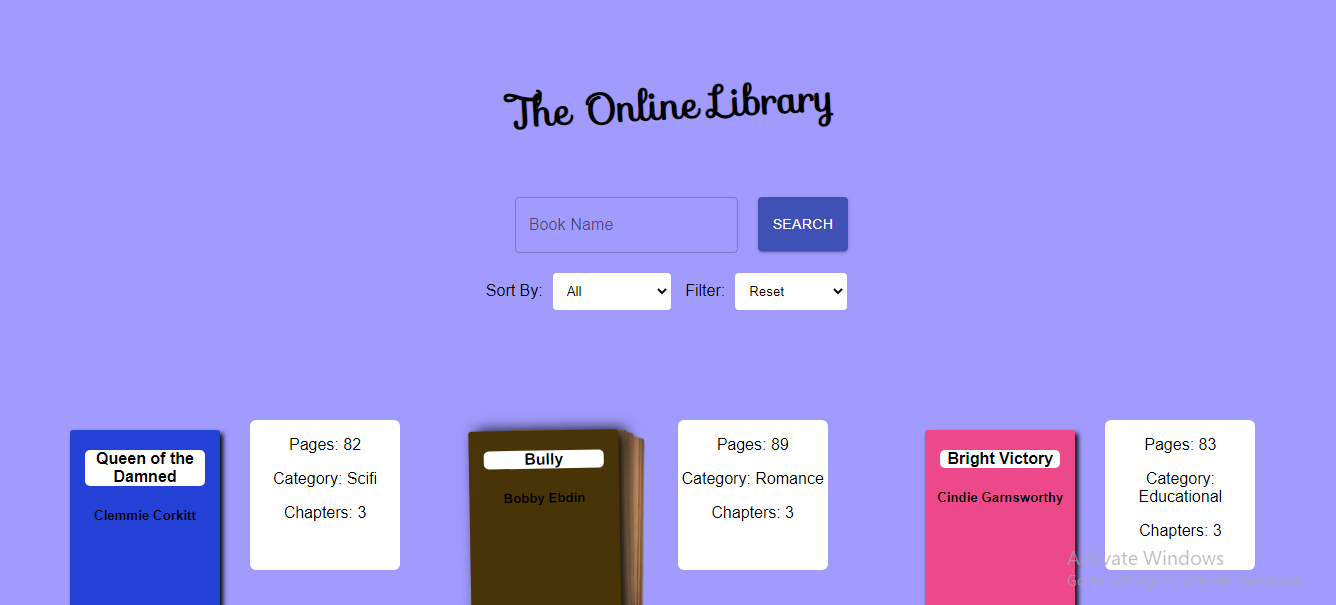 The Online Library
Book Name
SEARCH
Sort By:
All
Filter:
Reset
Queen of the
Damned
Clemmie Corkitt
Pages: 82
Category: Scifi
Chapters: 3
Bully
Bobby Ebdin
Pages: 89
Category: Romance
Chapters: 3
Bright Victory
Cindie Garnsworthy
Pages: 83
Category:
Educational
Chapters: 3
Activate Windows
Go to Settings to activate Windows.